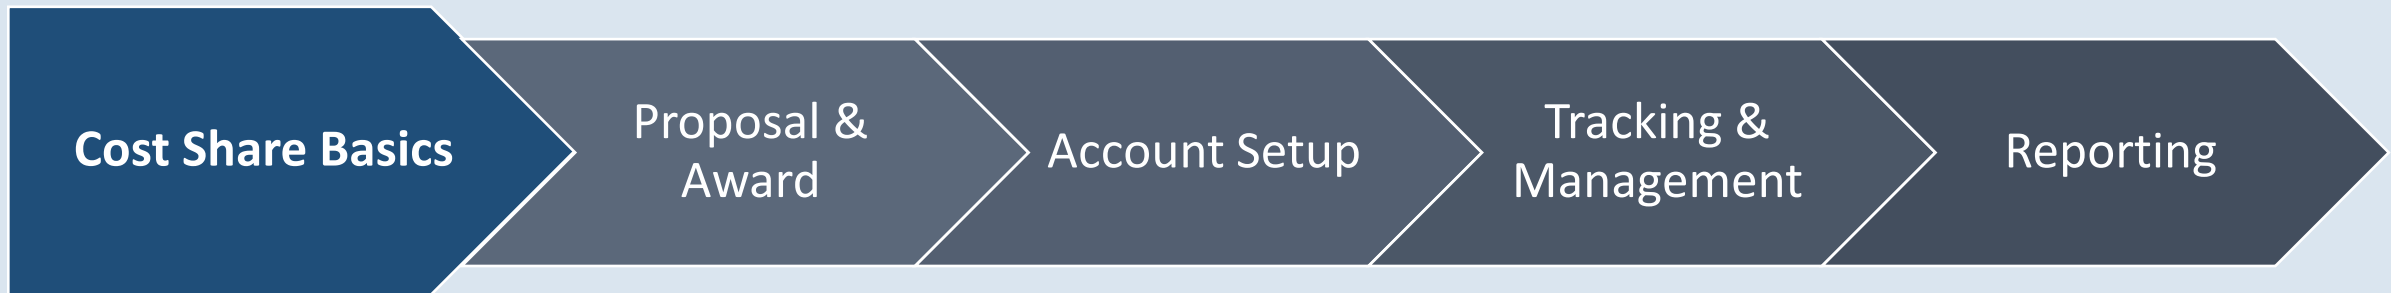 Cost Share Basics
Proposal &
Award
Account Setup
Tracking &
Management
Reporting